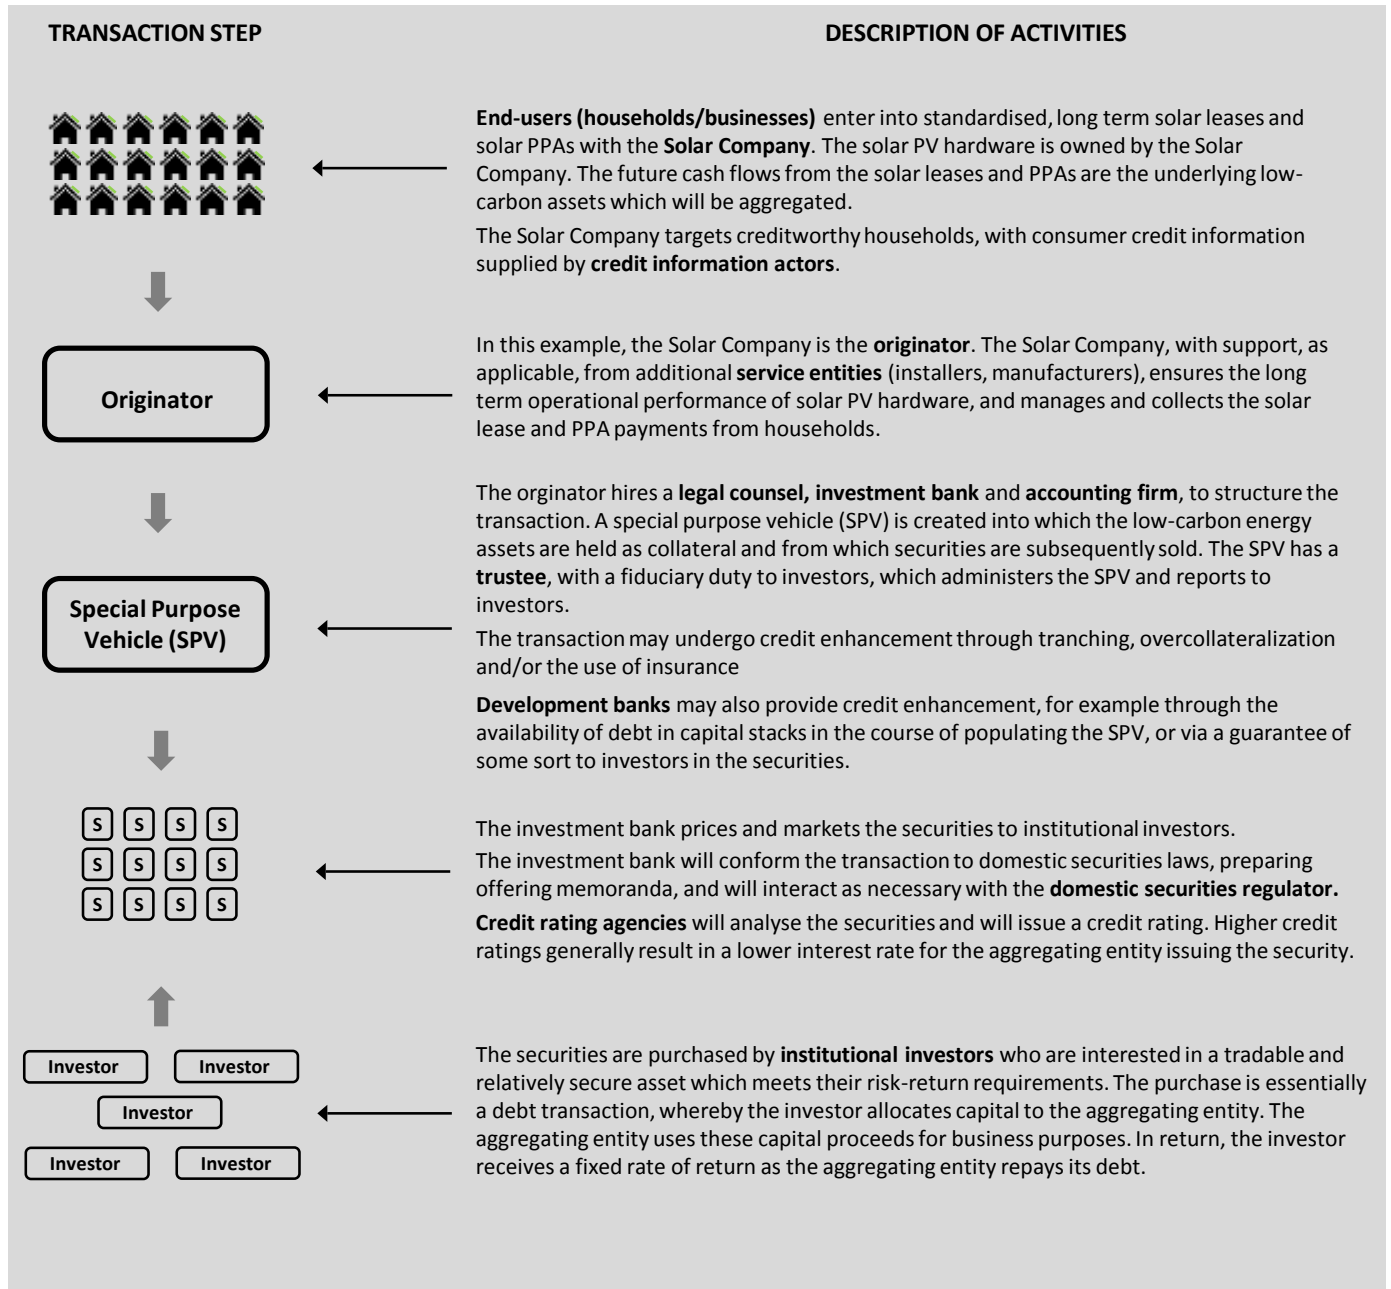 TRANSACTION STEP
DESCRIPTION OF ACTIVITIES
End-users (households/businesses) enter into standardised, long term solar leases and
solar PPAs with the Solar Company. The solar PV hardware is owned by the Solar
Company. The future cash flows from the solar leases and PPAs are the underlying low-
carbon assets which will be aggregated.
The Solar Company targets creditworthy households, with consumer credit information
supplied by credit information actors.
Originator
In this example, the Solar Company is the originator. The Solar Company, with support, as
applicable, from additional service entities (installers, manufacturers), ensures the long
term operational performance of solar PV hardware, and manages and collects the solar
lease and PPA payments from households.
Special Purpose
Vehicle (SPV)
The orginator hires a legal counsel, investment bank and accounting firm, to structure the
transaction. A special purpose vehicle (SPV) is created into which the low-carbon energy
assets are held as collateral and from which securities are subsequently sold. The SPV has a
trustee, with a fiduciary duty to investors, which administers the SPV and reports to
investors.
The transaction may undergo credit enhancement through tranching, overcollateralization
and/or the use of insurance
Development banks may also provide credit enhancement, for example through the
availability of debt in capital stacks in the course of populating the SPV, or via a guarantee of
some sort to investors in the securities.
S S S S
S S S S
S S S S
The investment bank prices and markets the securities to institutional investors.
The investment bank will conform the transaction to domestic securities laws, preparing
offering memoranda, and will interact as necessary with the domestic securities regulator.
Credit rating agencies will analyse the securities and will issue a credit rating. Higher credit
ratings generally result in a lower interest rate for the aggregating entity issuing the security.
Investor Investor
Investor
Investor Investor
The securities are purchased by institutional investors who are interested in a tradable and
relatively secure asset which meets their risk-return requirements. The purchase is essentially
a debt transaction, whereby the investor allocates capital to the aggregating entity. The
aggregating entity uses these capital proceeds for business purposes. In return, the investor
receives a fixed rate of return as the aggregating entity repays its debt.